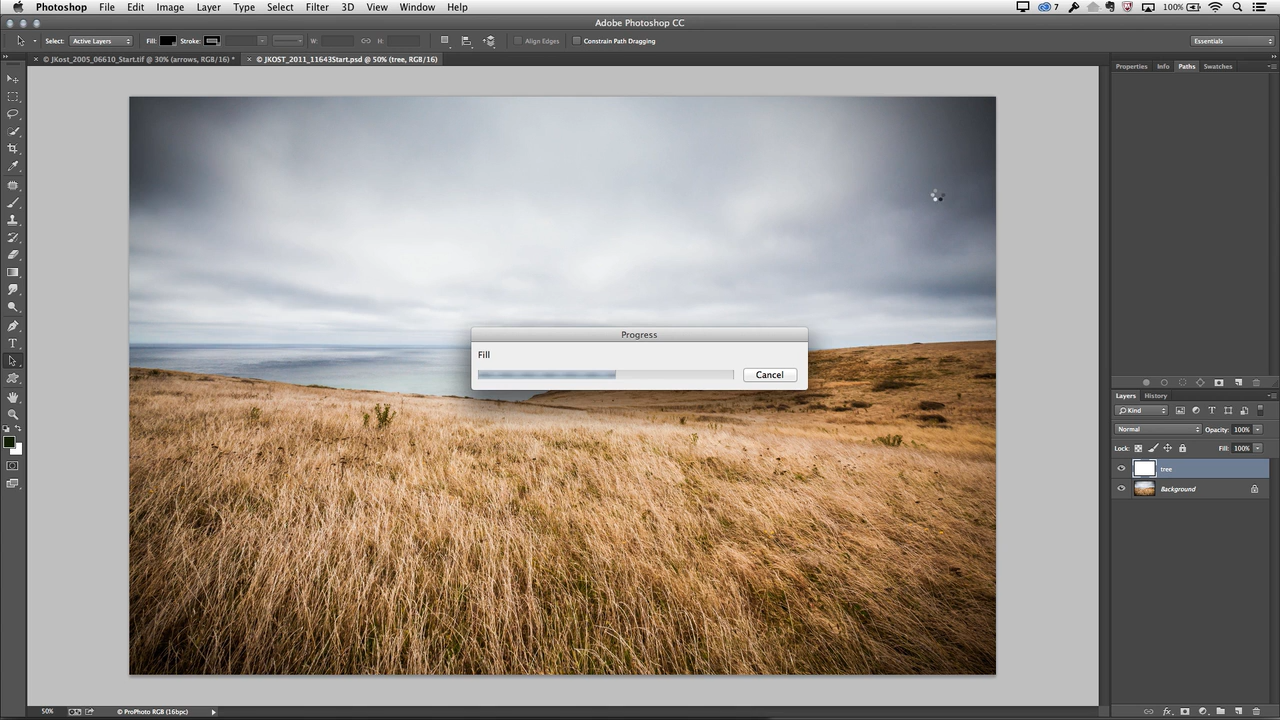 Photoshop File Edit Image Layer Type Select Filter 3D View Window Help 7 100%
Adobe Photoshop CC
Select: Active Layers Fill: Stroke: W: H: Align Edges Constrain Path Dragging Essentials
× © JKost_2005_06610_Start.tif @ 30% (arrows, RGB/16) * × © JKOST_2011_11643Start.psd @ 50% (tree, RGB/16)
Properties Info Paths Swatches
Progress
Fill
Cancel
Layers History
Kind
Normal Opacity: 100%
Lock: Fill: 100%
tree
Background
50% © ProPhoto RGB (16bpc)